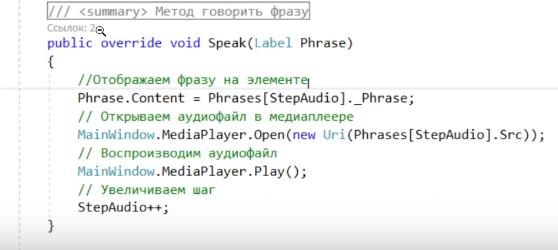 /// <summary> Метод говорить фразу
Ссылок: 2
public override void Speak(Label Phrase)
{
//Отображаем фразу на элементе
Phrase.Content = Phrases[StepAudio]._Phrase;
// Открываем аудиофайл в медиаплеере
MainWindow.MediaPlayer.Open(new Uri(Phrases[StepAudio].Src));
// Воспроизводим аудиофайл
MainWindow.MediaPlayer.Play();
// Увеличиваем шаг
StepAudio++;
}